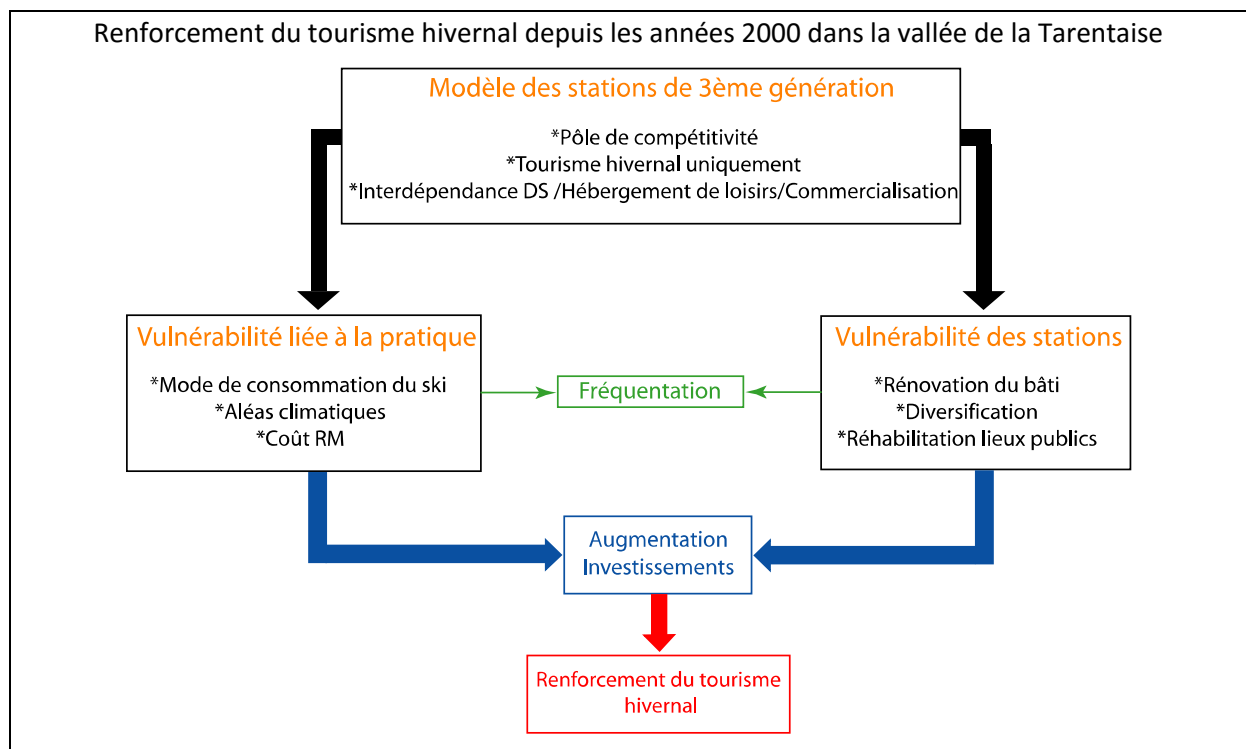 Renforcement du tourisme hivernal depuis les années 2000 dans la vallée de la Tarentaise
Modèle des stations de 3ème génération
*Pôle de compétitivité
*Tourisme hivernal uniquement
*Interdépendance DS /Hébergement de loisirs/Commercialisation
Vulnérabilité liée à la pratique
*Mode de consommation du ski
*Aléas climatiques
*Coût RM
Fréquentation
Vulnérabilité des stations
*Rénovation du bâti
*Diversification
*Réhabilitation lieux publics
Augmentation
Investissements
Renforcement du tourisme
hivernal